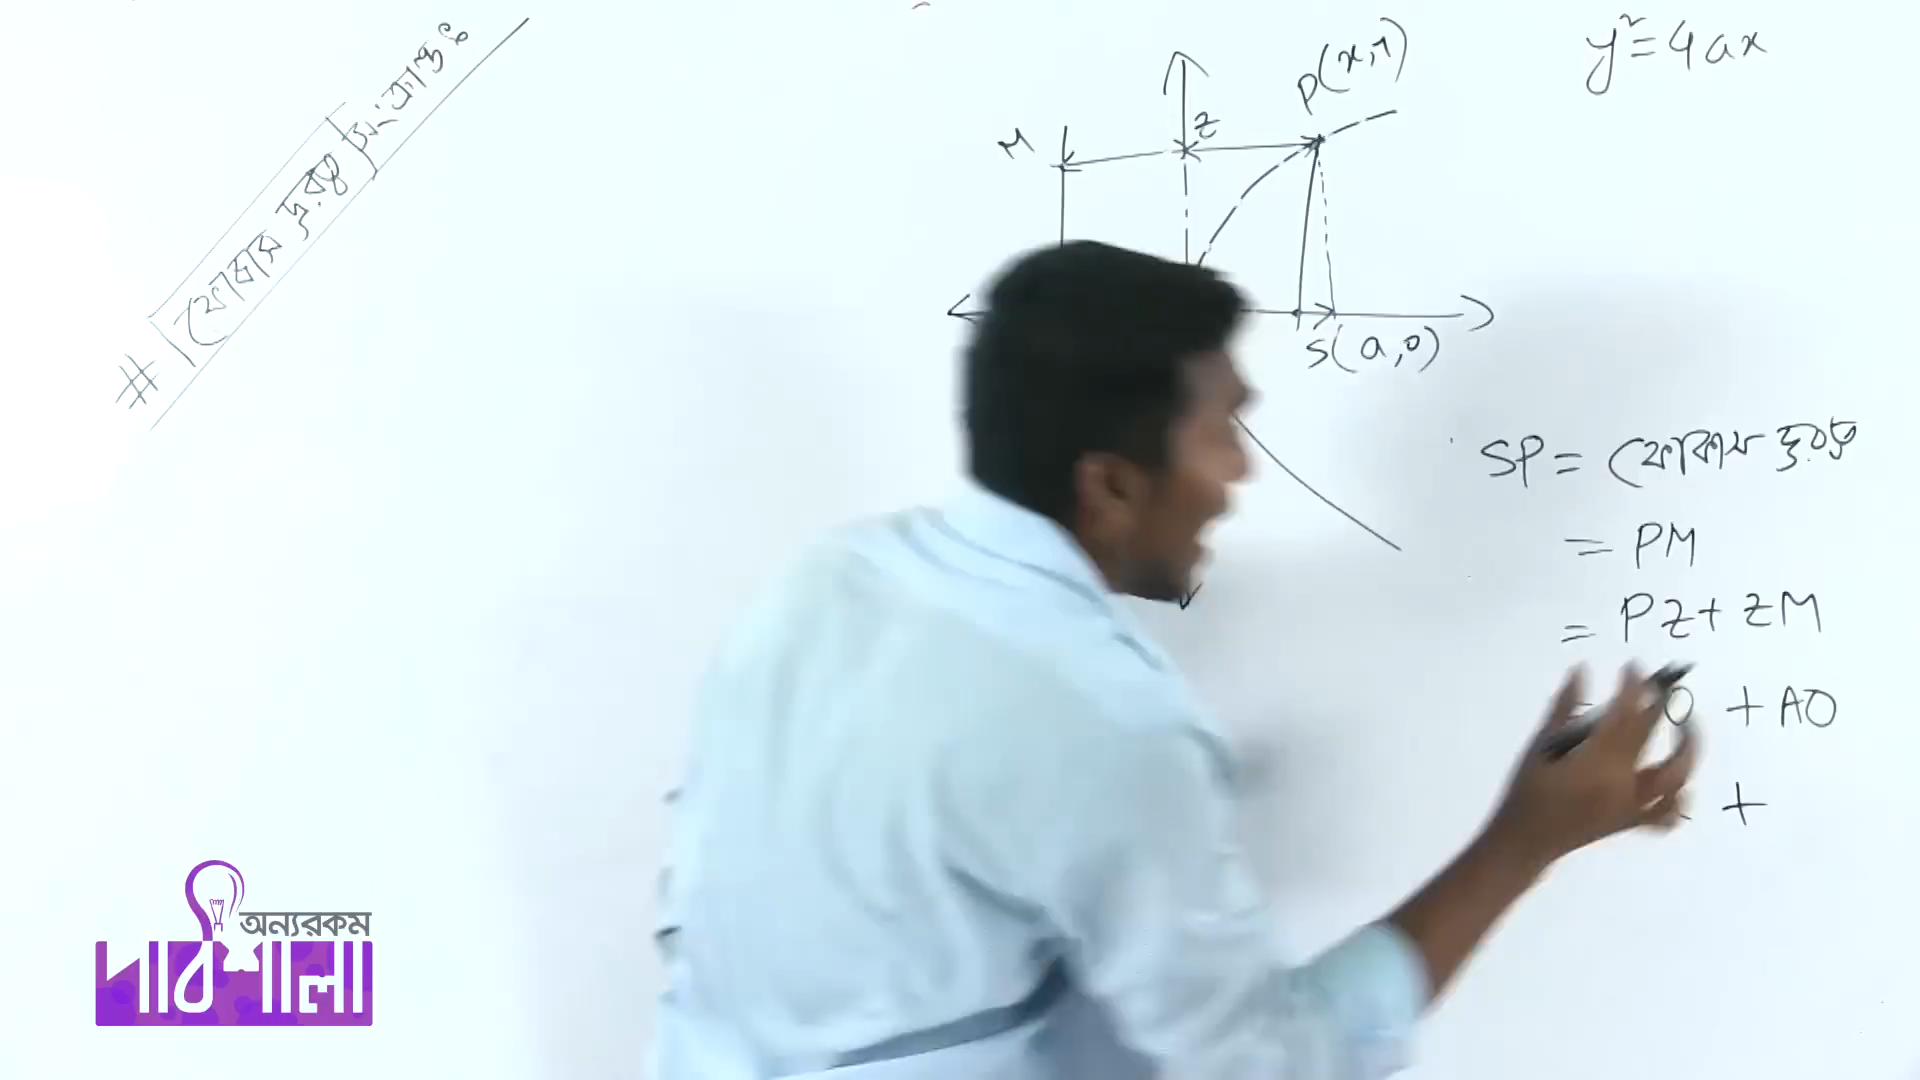 # ফোকাস দূরত্ব সংক্রান্তঃ
y² = 4ax
P(x,y)
Z
M
S(a,0)
SP = ফোকাস দূরত্ব
= PM
= PZ + ZM
= O + AO
+
অন্যরকম
পাঠশালা